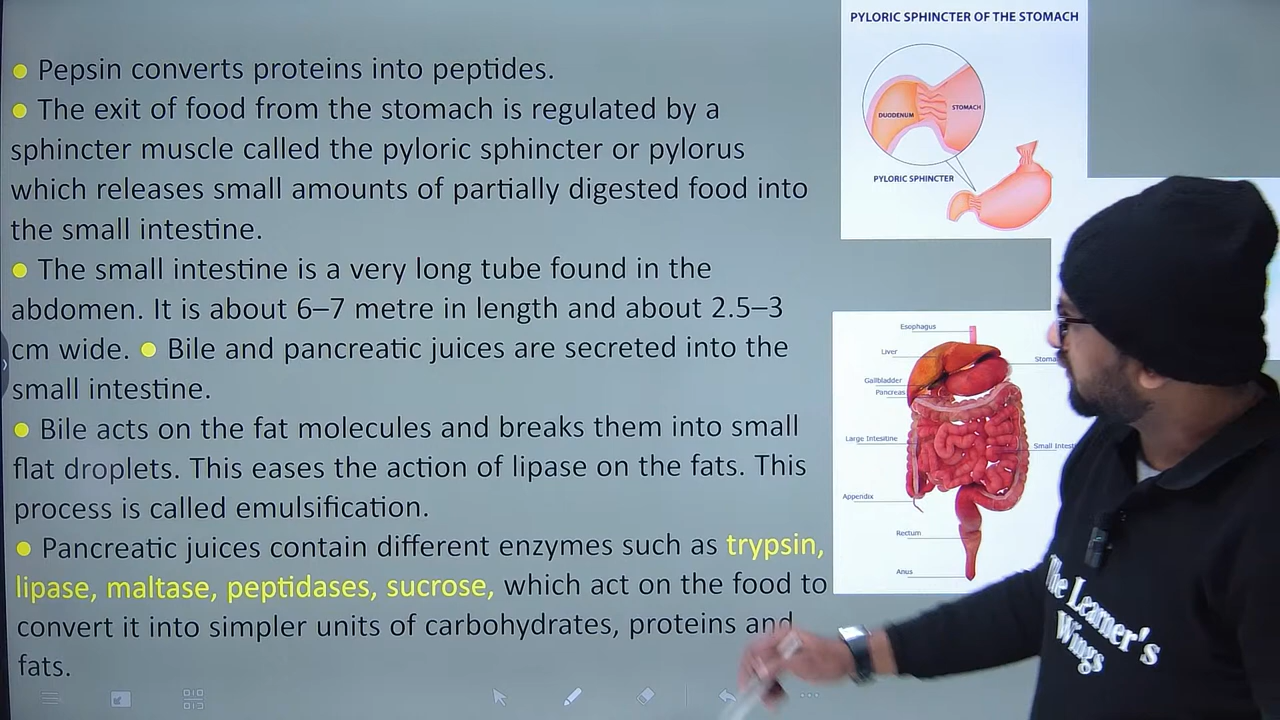 ● Pepsin converts proteins into peptides.
● The exit of food from the stomach is regulated by a
sphincter muscle called the pyloric sphincter or pylorus
which releases small amounts of partially digested food into
the small intestine.
● The small intestine is a very long tube found in the
abdomen. It is about 6–7 metre in length and about 2.5–3
cm wide. ● Bile and pancreatic juices are secreted into the
small intestine.
● Bile acts on the fat molecules and breaks them into small
flat droplets. This eases the action of lipase on the fats. This
process is called emulsification.
● Pancreatic juices contain different enzymes such as trypsin,
lipase, maltase, peptidases, sucrose, which act on the food to
convert it into simpler units of carbohydrates, proteins and
fats.
PYLORIC SPHINCTER OF THE STOMACH
STOMACH
DUODENUM
PYLORIC SPHINCTER
Esophagus
Liver
Gallbladder
Pancreas
Large Intestine
Small
Appendix
Rectum
Anus
The Learner's
Wings